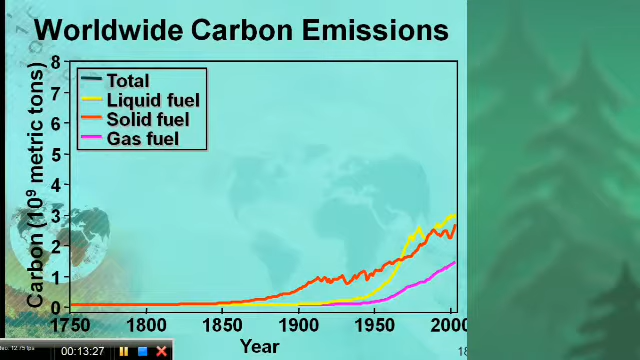 Worldwide Carbon Emissions
Carbon (10⁹ metric tons)
8
7
6
5
4
3
2
1
0
Total
Liquid fuel
Solid fuel
Gas fuel
1750 1800 1850 1900 1950 2000
Year
18
00:13:27